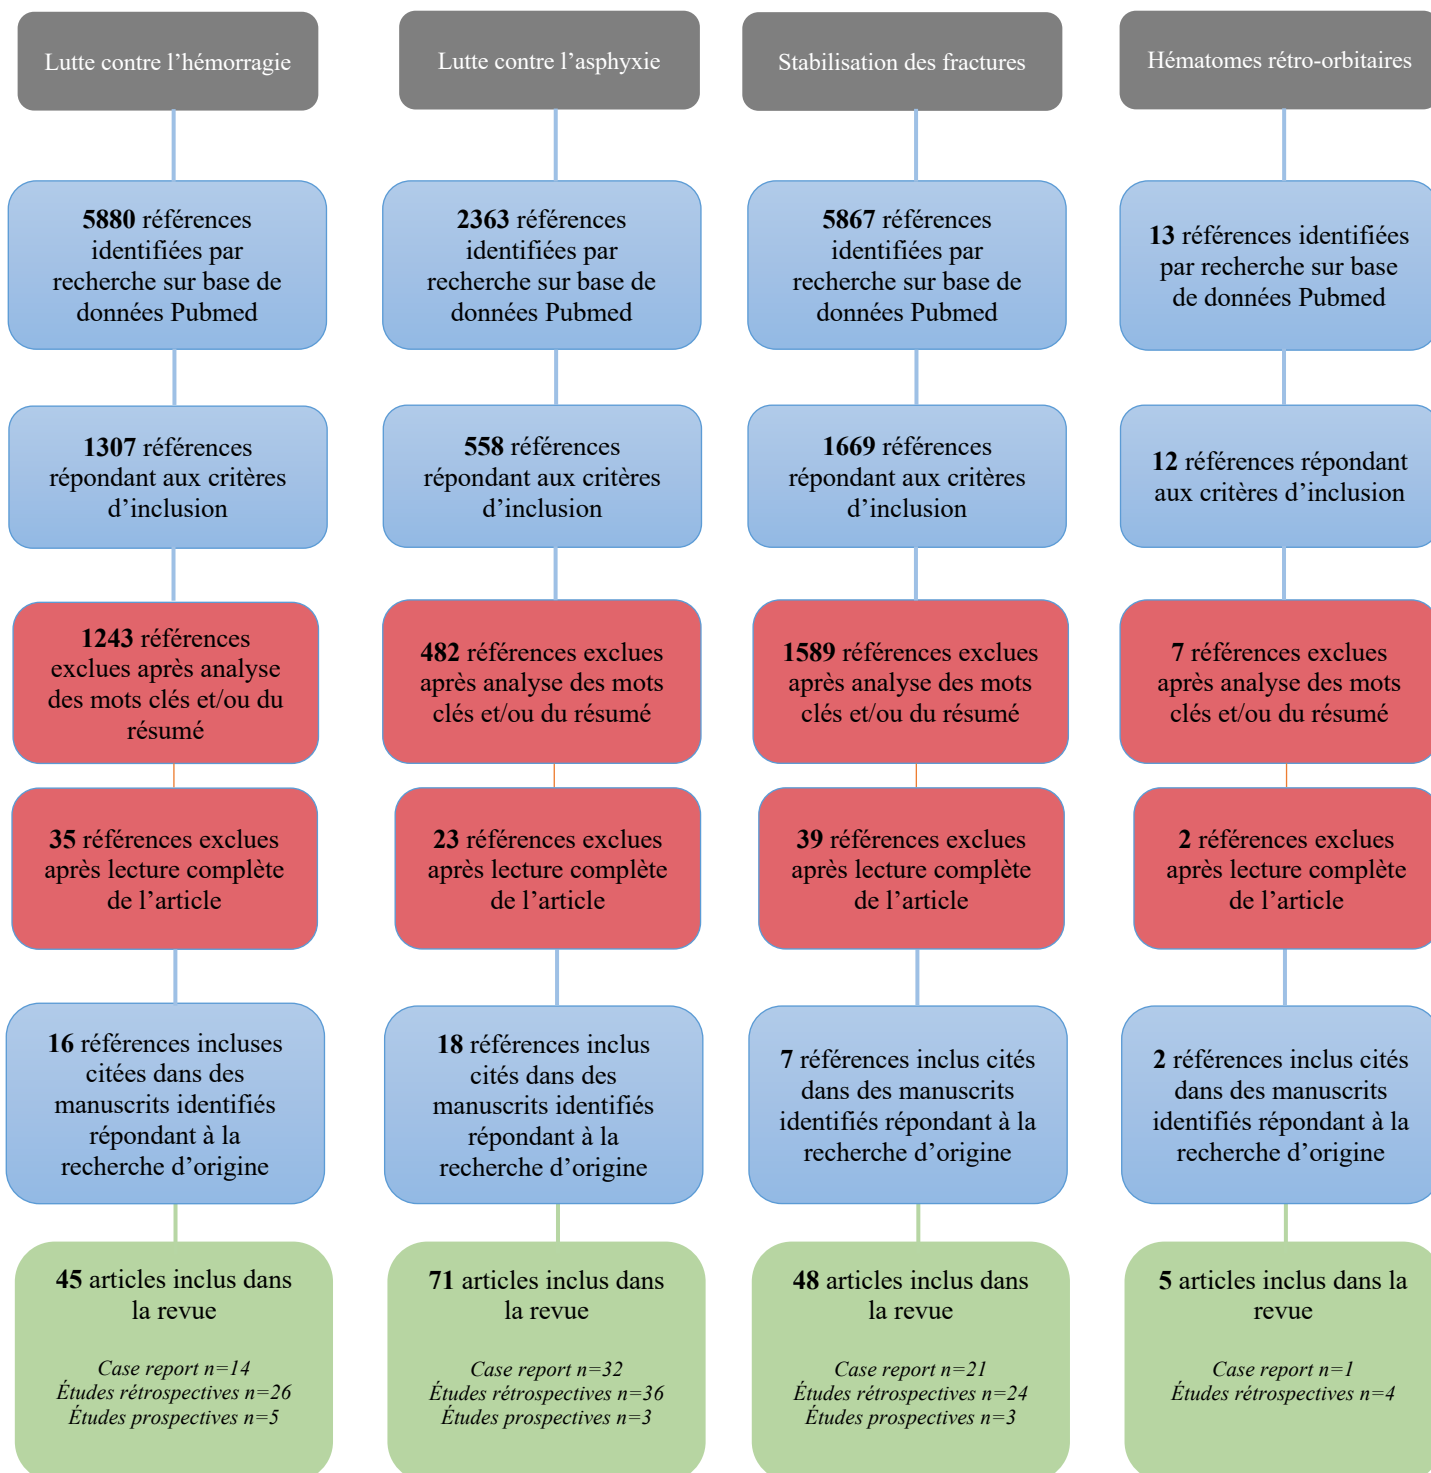 Lutte contre l’hémorragie
5880 références
identifiées par
recherche sur base de
données Pubmed
1307 références
répondant aux critères
d’inclusion
1243 références
exclues après analyse
des mots clés et/ou du
résumé
35 références exclues
après lecture complète
de l’article
16 références incluses
citées dans des
manuscrits identifiés
répondant à la
recherche d’origine
45 articles inclus dans
la revue
Case report n=14
Études rétrospectives n=26
Études prospectives n=5
Lutte contre l’asphyxie
2363 références
identifiées par
recherche sur base de
données Pubmed
558 références
répondant aux critères
d’inclusion
482 références exclues
après analyse des mots
clés et/ou du résumé
23 références exclues
après lecture complète
de l’article
18 références inclus
cités dans des
manuscrits identifiés
répondant à la
recherche d’origine
71 articles inclus dans
la revue
Case report n=32
Études rétrospectives n=36
Études prospectives n=3
Stabilisation des fractures
5867 références
identifiées par
recherche sur base de
données Pubmed
1669 références
répondant aux critères
d’inclusion
1589 références exclues
après analyse des mots
clés et/ou du résumé
39 références exclues
après lecture complète
de l’article
7 références inclus cités
dans des manuscrits
identifiés répondant à la
recherche d’origine
48 articles inclus dans
la revue
Case report n=21
Études rétrospectives n=24
Études prospectives n=3
Hématomes rétro-orbitaires
13 références identifiées
par recherche sur base
de données Pubmed
12 références répondant
aux critères d’inclusion
7 références exclues
après analyse des mots
clés et/ou du résumé
2 références exclues
après lecture complète
de l’article
2 références inclus cités
dans des manuscrits
identifiés répondant à la
recherche d’origine
5 articles inclus dans la
revue
Case report n=1
Études rétrospectives n=4